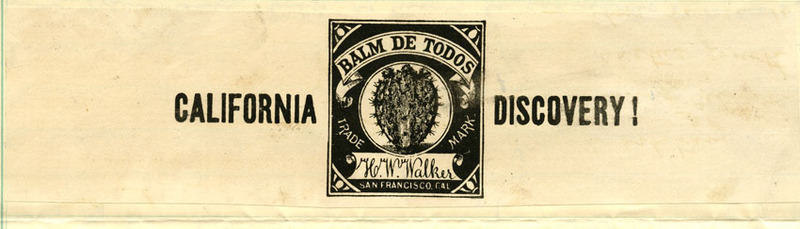 BALM DE TODOS
CALIFORNIA
DISCOVERY!
TRADE MARK
H. W. Walker
SAN FRANCISCO, CAL